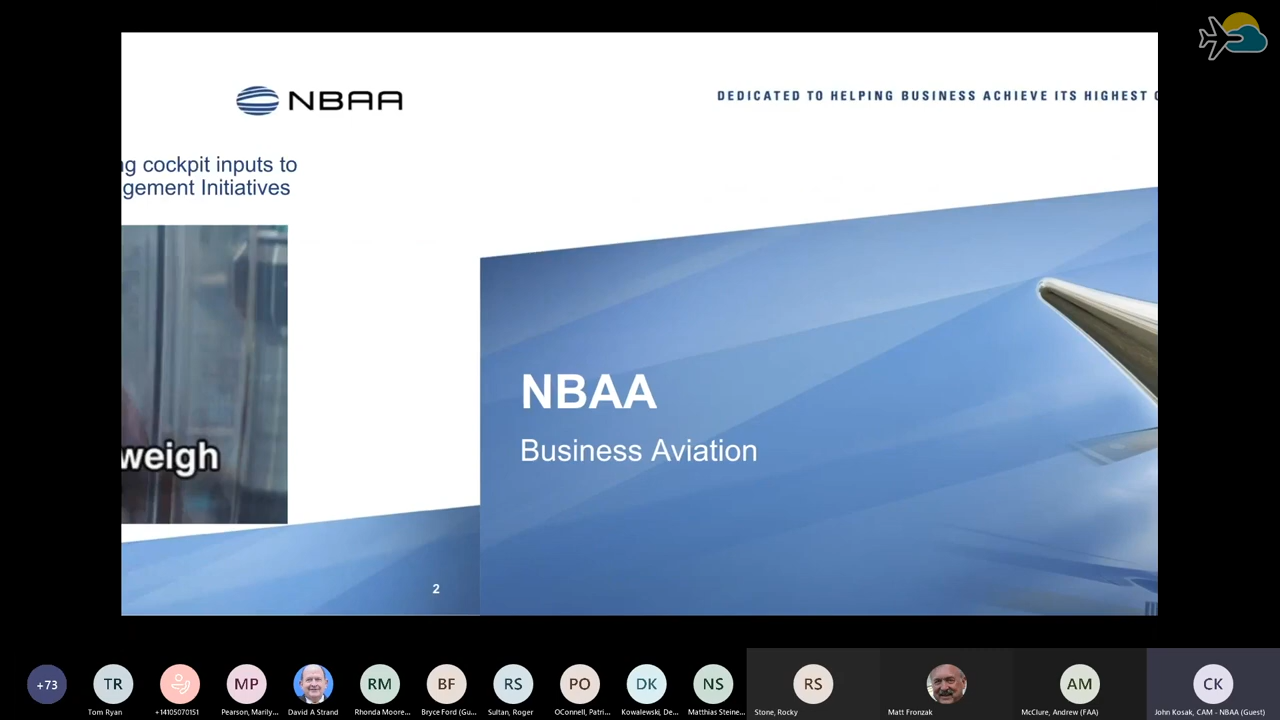 NBAA
DEDICATED TO HELPING BUSINESS ACHIEVE ITS HIGHEST
ng cockpit inputs to
gement Initiatives
weigh
2
NBAA
Business Aviation
+73
TR
MP
RM
BF
RS
PO
DK
NS
RS
AM
CK
Tom Ryan
+14105070151
Pearson, Marily...
David A Strand
Rhonda Moore...
Bryce Ford (Gu...
Sultan, Roger
OConnell, Patri...
Kowalewski, De...
Matthias Steine...
Stone, Rocky
Matt Fronzak
McClure, Andrew (FAA)
John Kosak, CAM - NBAA (Guest)